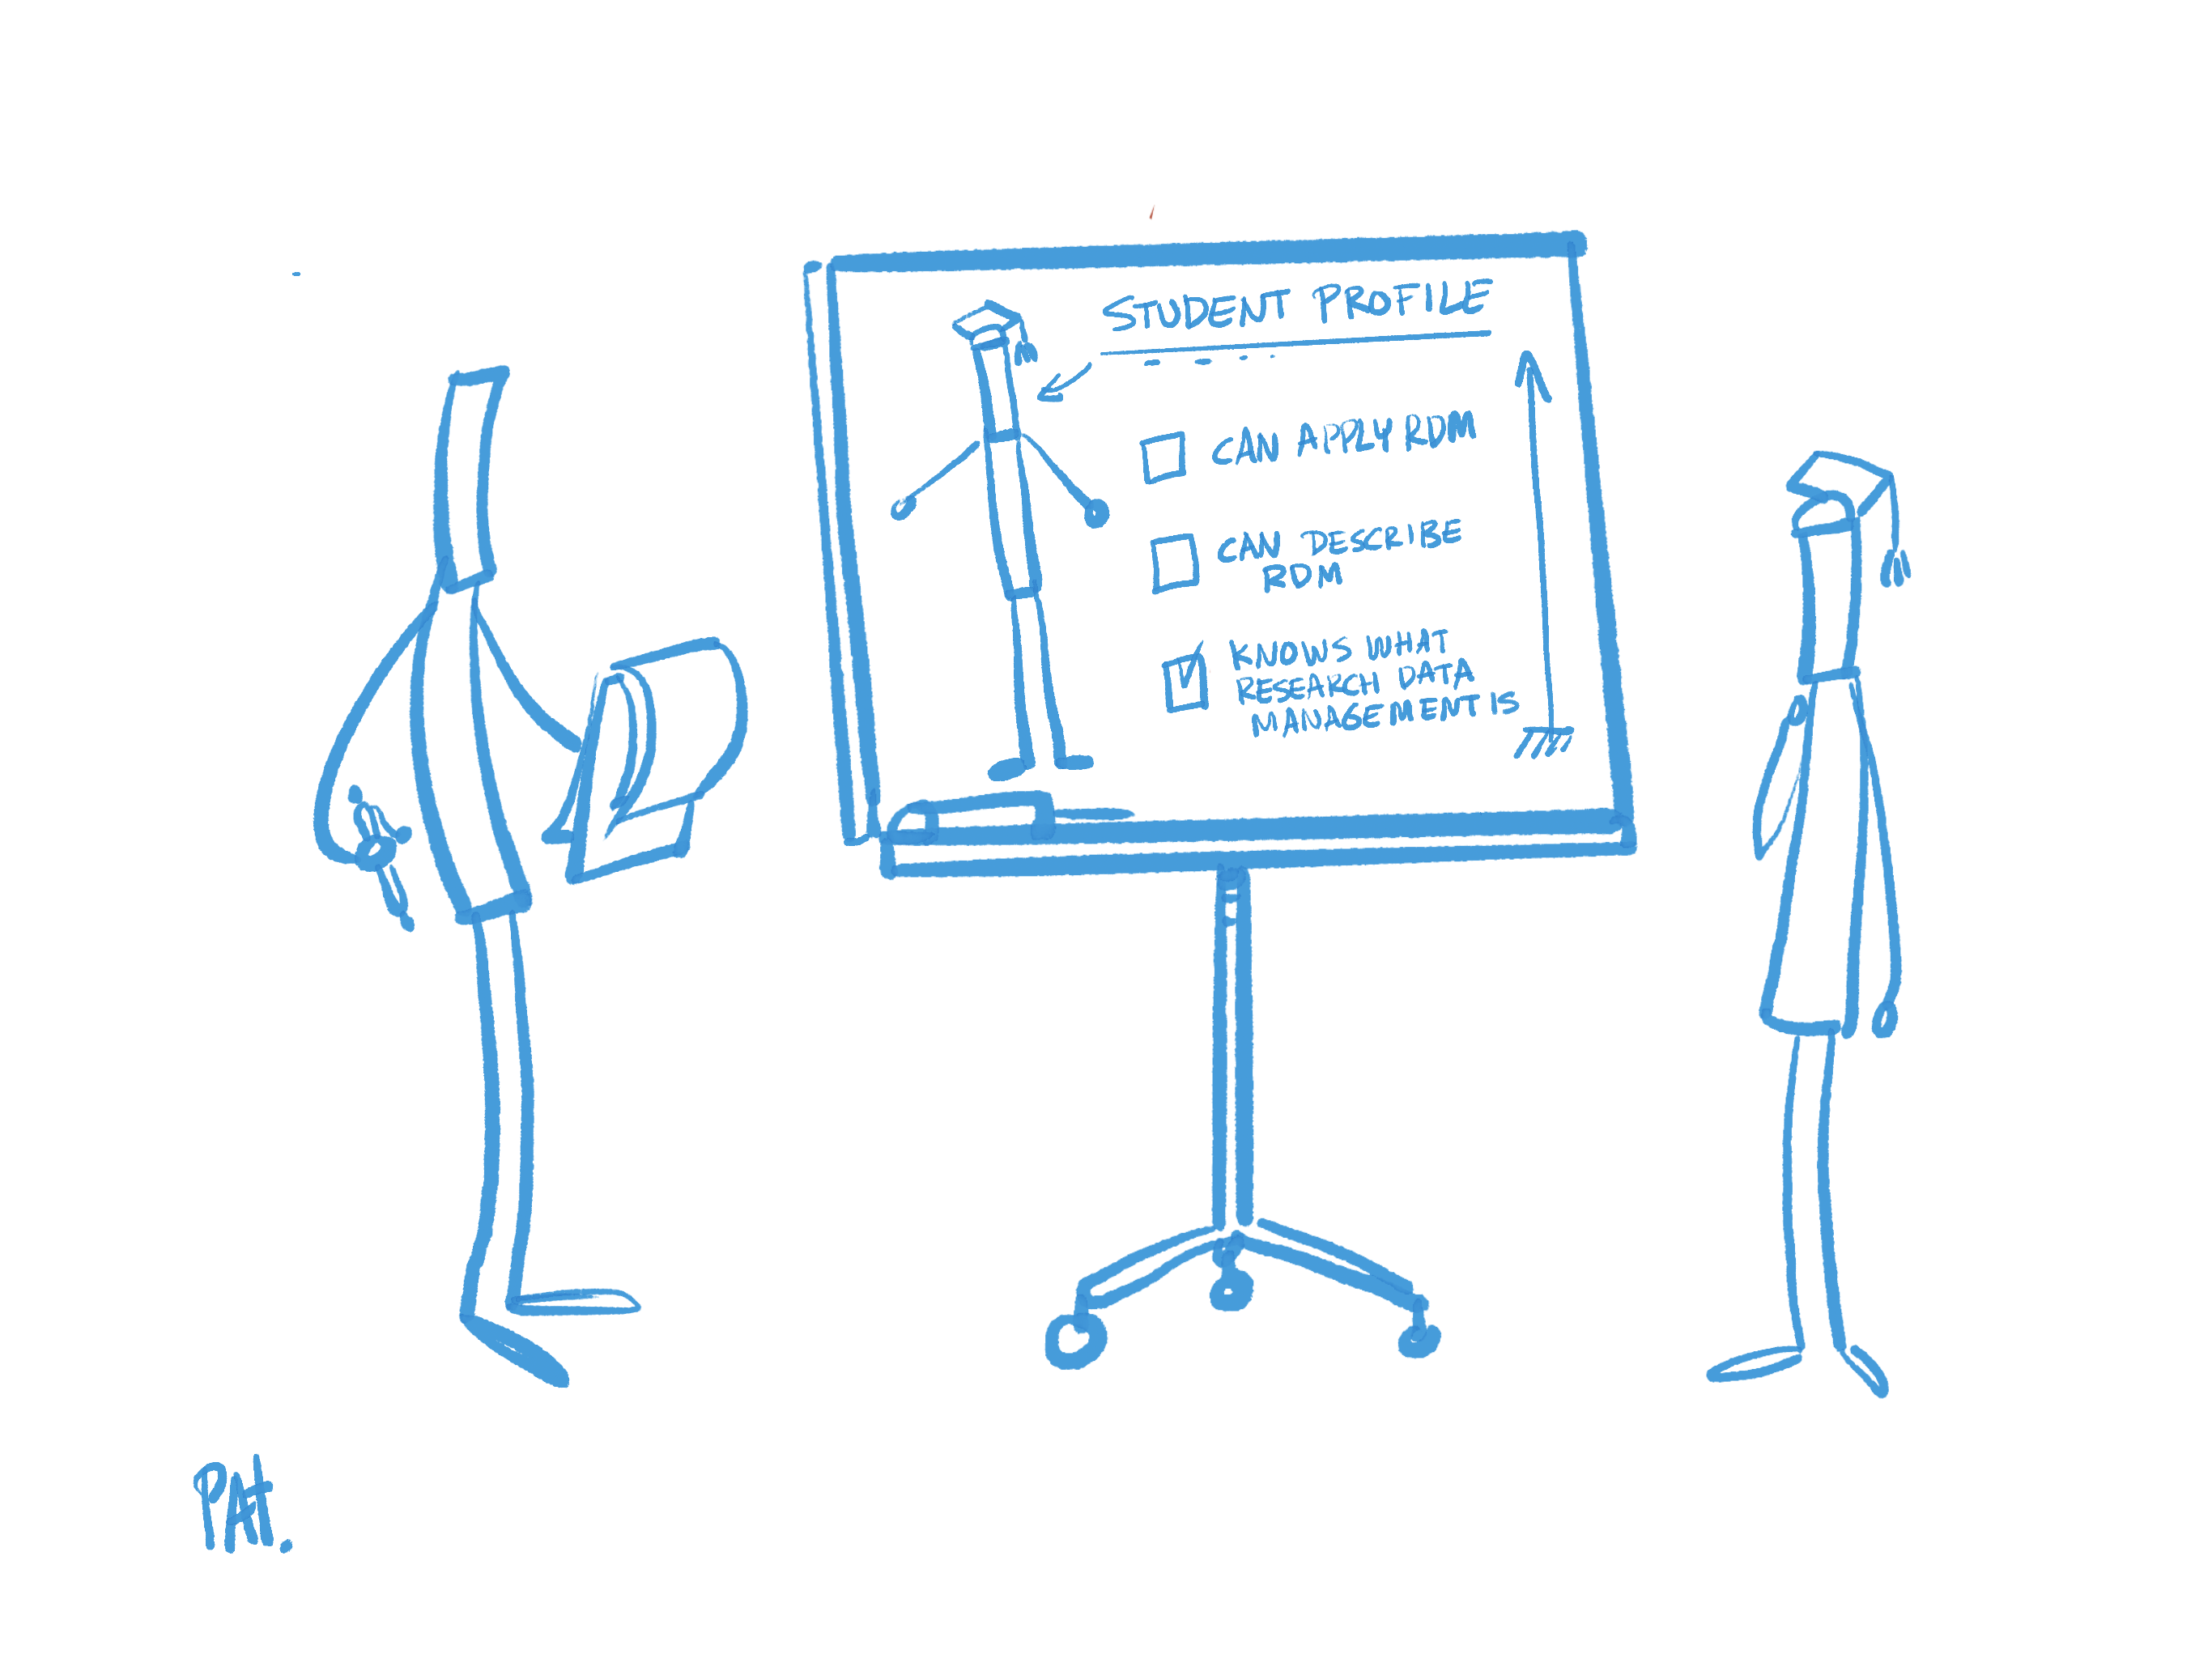 STUDENT PROFILE
CAN APPLY RDM
CAN DESCRIBE
RDM
KNOWS WHAT
RESEARCH DATA
MANAGEMENT IS
PAt.